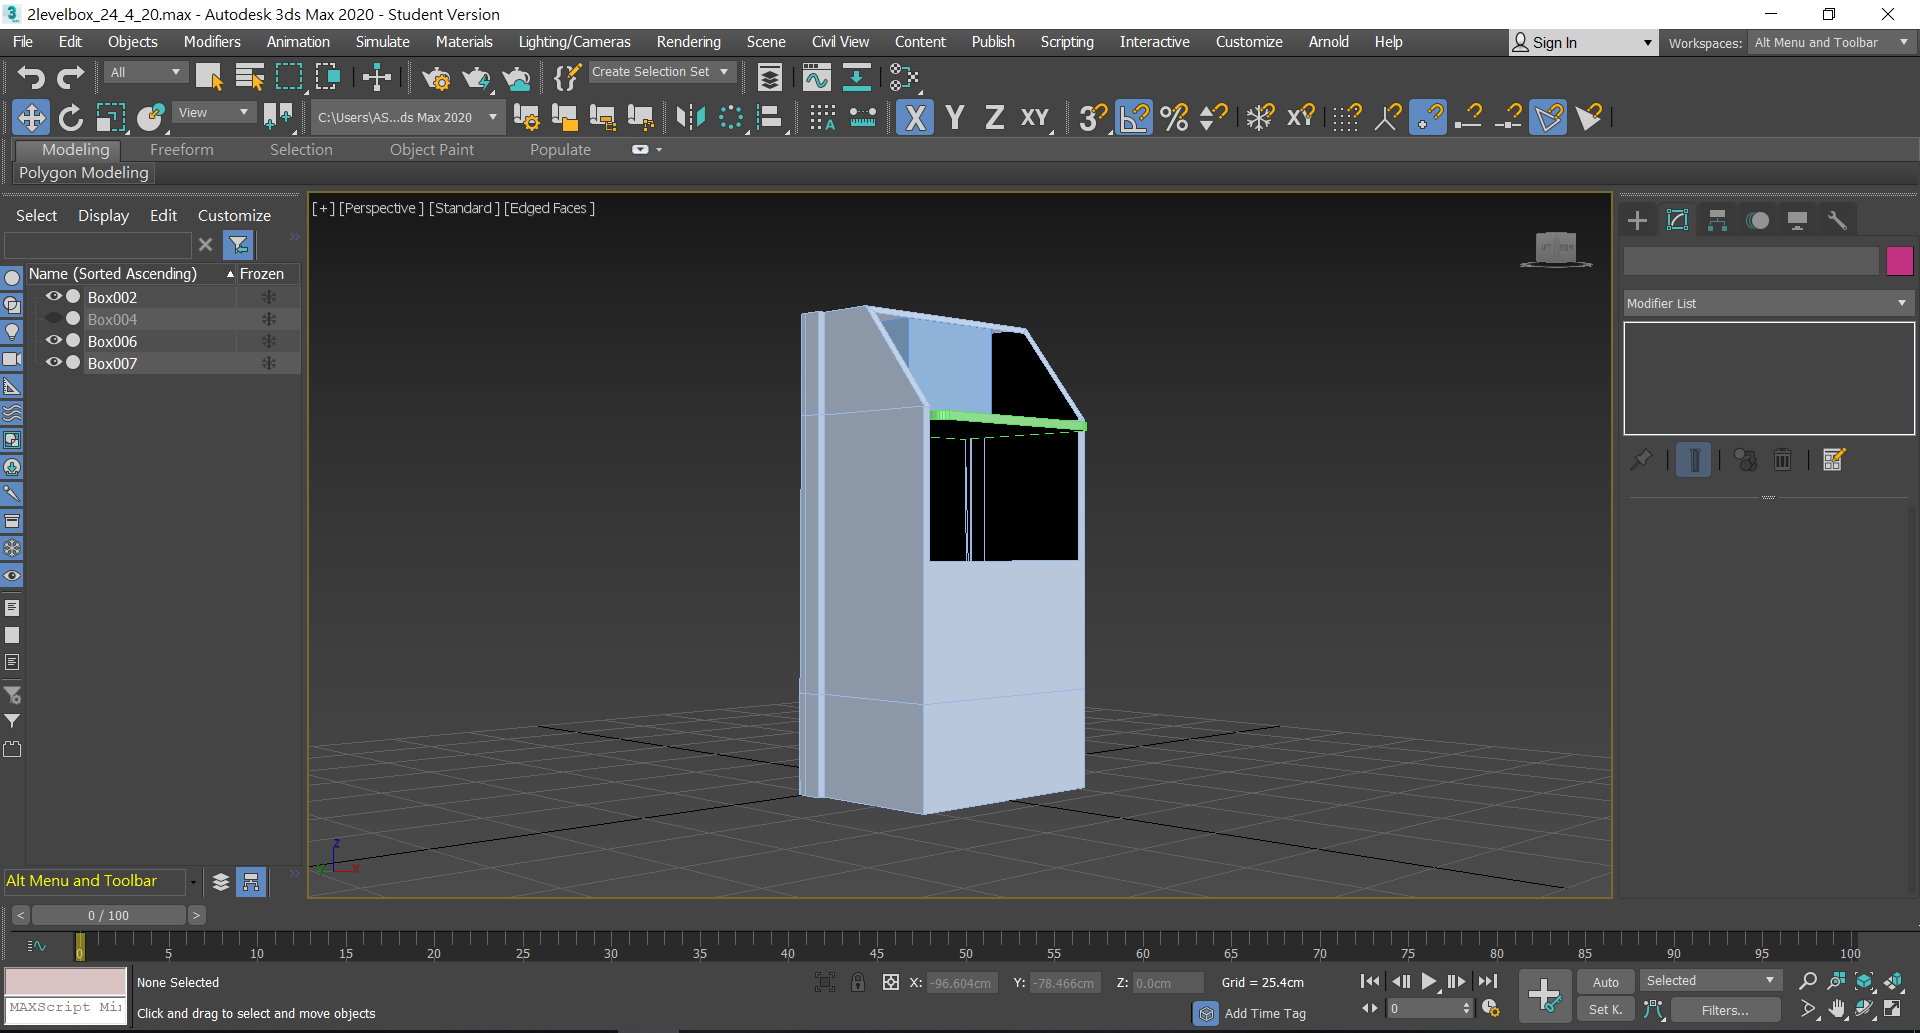 2levelbox_24_4_20.max - Autodesk 3ds Max 2020 - Student Version
File Edit Objects Modifiers Animation Simulate Materials Lighting/Cameras Rendering Scene Civil View Content Publish Scripting Interactive Customize Arnold Help
Sign In
Workspaces: Alt Menu and Toolbar
All
Create Selection Set
View
C:\Users\AS...ds Max 2020
X Y Z XY
3
XY
Modeling Freeform Selection Object Paint Populate
Polygon Modeling
Select Display Edit Customize
[+] [Perspective ] [Standard ] [Edged Faces ]
Name (Sorted Ascending) Frozen
Box002
Box004
Box006
Box007
Modifier List
z
x
Alt Menu and Toolbar
< 0 / 100 >
0 5 10 15 20 25 30 35 40 45 50 55 60 65 70 75 80 85 90 95 100
None Selected
X: -96.604cm Y: -78.466cm Z: 0.0cm Grid = 25.4cm
Auto Selected
MAXScript Mi
Click and drag to select and move objects
Add Time Tag
0
Set K. Filters...